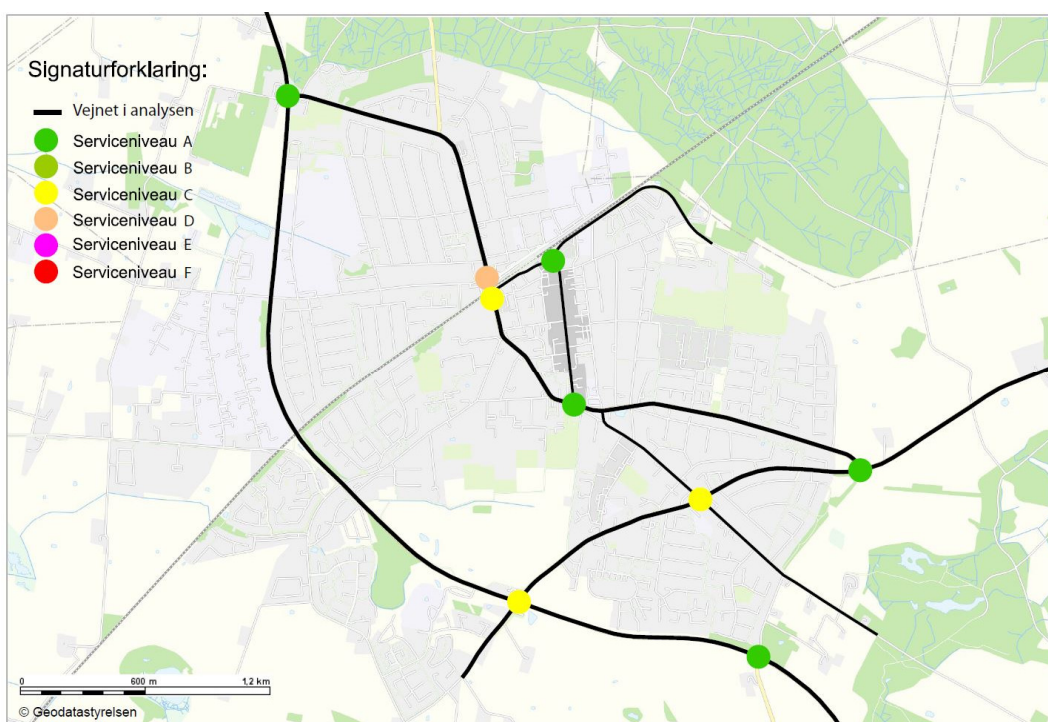 Signaturforklaring:
Vejnet i analysen
Serviceniveau A
Serviceniveau B
Serviceniveau C
Serviceniveau D
Serviceniveau E
Serviceniveau F
0 600 m 1,2 km
© Geodatastyrelsen